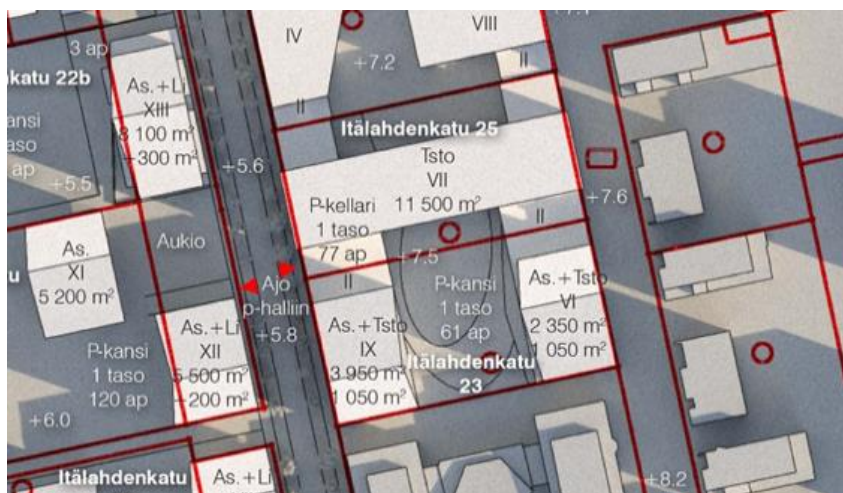 3 ap
nkatu 22b
kansi
aso
ap
+5.5
As.+Li
XIII
8 100 m²
+300 m²
+5.6
IV
VIII
+7.2
II
II
Itälahdenkatu 25
Tsto
VII
11 500 m²
P-kellari
1 taso
77 ap
+7.6
II
As.
XI
5 200 m²
Aukio
Ajo
p-halliin
+5.8
II
+7.5
P-kansi
1 taso
61 ap
As.+Tsto
VI
2 350 m²
1 050 m²
As.+Li
XII
5 500 m²
+200 m²
P-kansi
1 taso
120 ap
+6.0
As.+Tsto
IX
3 950 m²
1 050 m²
Itälahdenkatu
23
Itälahdenkatu
As.+Li
+8.2